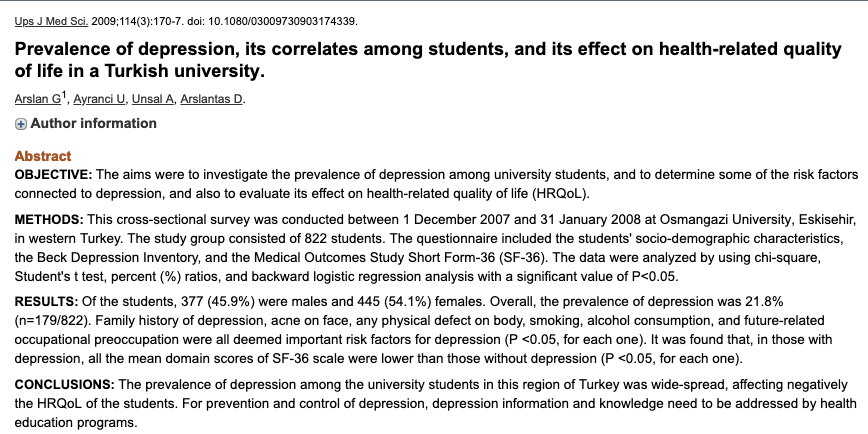 Ups J Med Sci. 2009;114(3):170-7. doi: 10.1080/03009730903174339.
Prevalence of depression, its correlates among students, and its effect on health-related quality
of life in a Turkish university.
Arslan G1, Ayranci U, Unsal A, Arslantas D.
Author information
Abstract
OBJECTIVE: The aims were to investigate the prevalence of depression among university students, and to determine some of the risk factors
connected to depression, and also to evaluate its effect on health-related quality of life (HRQoL).
METHODS: This cross-sectional survey was conducted between 1 December 2007 and 31 January 2008 at Osmangazi University, Eskisehir,
in western Turkey. The study group consisted of 822 students. The questionnaire included the students' socio-demographic characteristics,
the Beck Depression Inventory, and the Medical Outcomes Study Short Form-36 (SF-36). The data were analyzed by using chi-square,
Student's t test, percent (%) ratios, and backward logistic regression analysis with a significant value of P<0.05.
RESULTS: Of the students, 377 (45.9%) were males and 445 (54.1%) females. Overall, the prevalence of depression was 21.8%
(n=179/822). Family history of depression, acne on face, any physical defect on body, smoking, alcohol consumption, and future-related
occupational preoccupation were all deemed important risk factors for depression (P <0.05, for each one). It was found that, in those with
depression, all the mean domain scores of SF-36 scale were lower than those without depression (P <0.05, for each one).
CONCLUSIONS: The prevalence of depression among the university students in this region of Turkey was wide-spread, affecting negatively
the HRQoL of the students. For prevention and control of depression, depression information and knowledge need to be addressed by health
education programs.